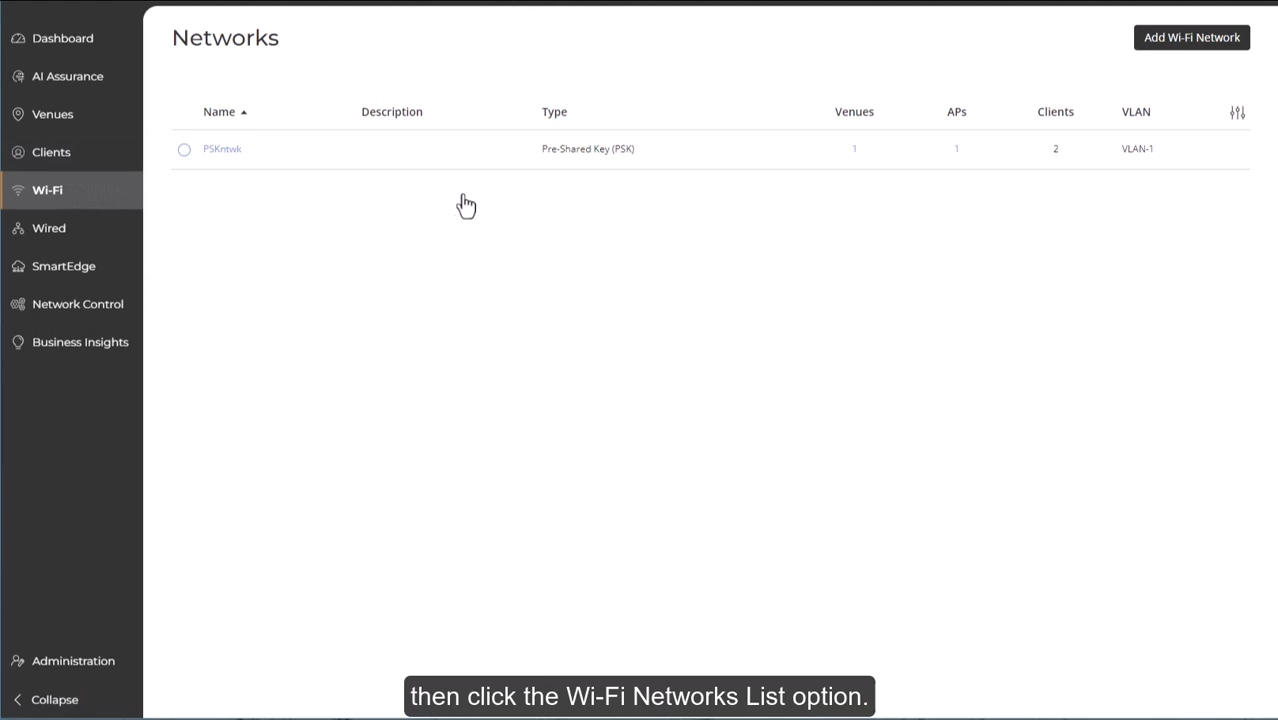 Dashboard
AI Assurance
Venues
Clients
Wi-Fi
Wired
SmartEdge
Network Control
Business Insights
Administration
Collapse
Networks
Add Wi-Fi Network
Name Description Type Venues APs Clients VLAN
PSKntwk Pre-Shared Key (PSK) 1 1 2 VLAN-1
then click the Wi-Fi Networks List option.